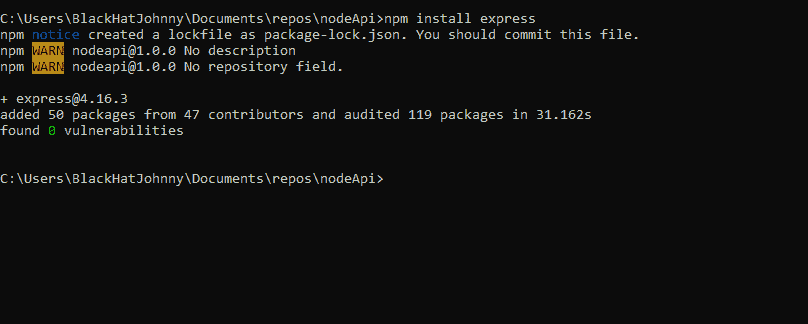 C:\Users\BlackHatJohnny\Documents\repos\nodeApi>npm install express
npm notice created a lockfile as package-lock.json. You should commit this file.
npm WARN nodeapi@1.0.0 No description
npm WARN nodeapi@1.0.0 No repository field.
+ express@4.16.3
added 50 packages from 47 contributors and audited 119 packages in 31.162s
found 0 vulnerabilities
C:\Users\BlackHatJohnny\Documents\repos\nodeApi>